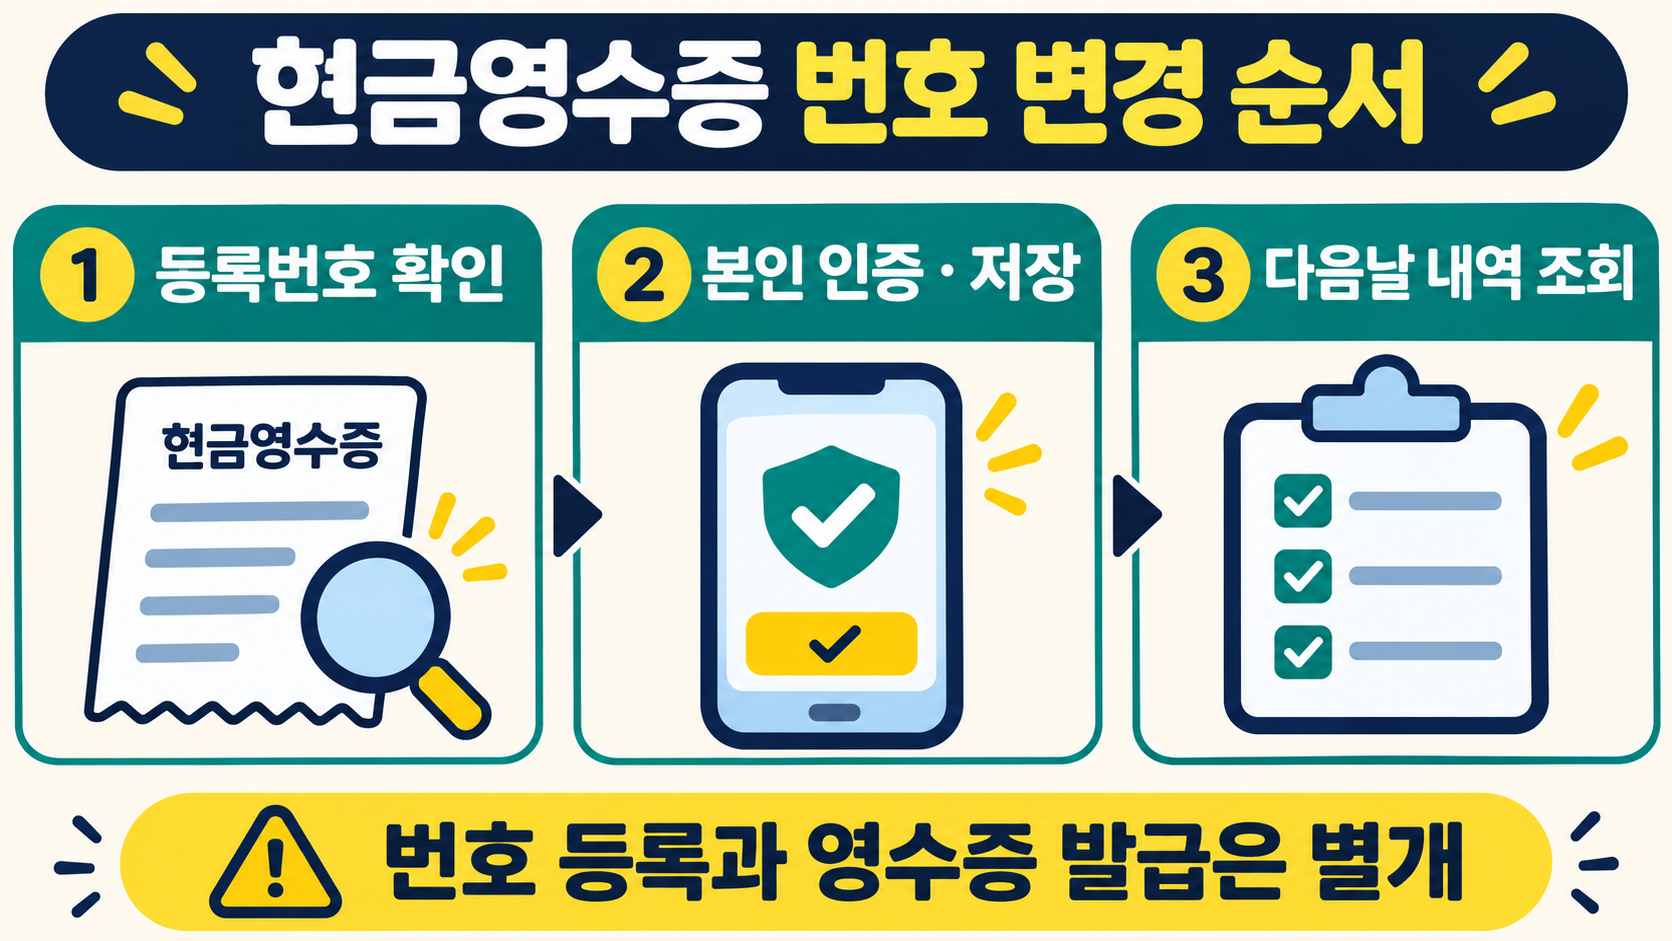 현금영수증 번호 변경 순서
1 등록번호 확인
현금영수증
2 본인 인증 · 저장
3 다음날 내역 조회
번호 등록과 영수증 발급은 별개